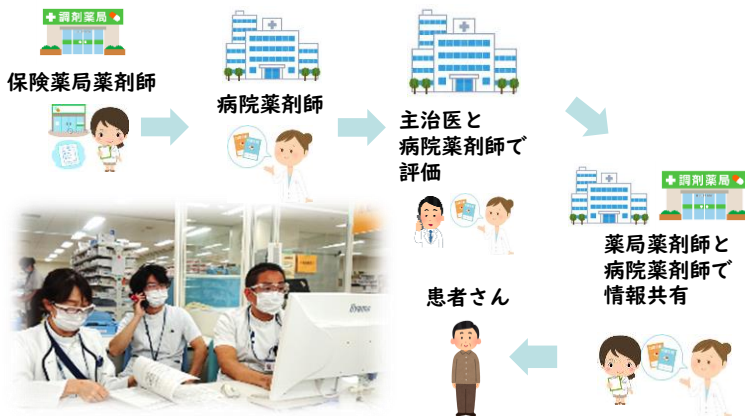 調剤薬局
保険薬局薬剤師
病院薬剤師
主治医と
病院薬剤師で
評価
調剤薬局
薬局薬剤師と
病院薬剤師で
情報共有
患者さん
iiyama